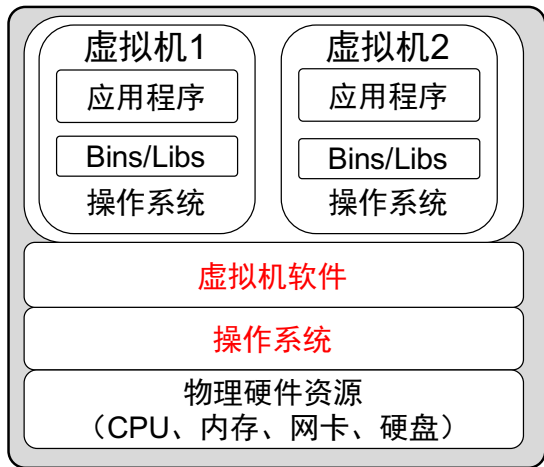 虚拟机1
应用程序
Bins/Libs
操作系统
虚拟机2
应用程序
Bins/Libs
操作系统
虚拟机软件
操作系统
物理硬件资源
（CPU、内存、网卡、硬盘）